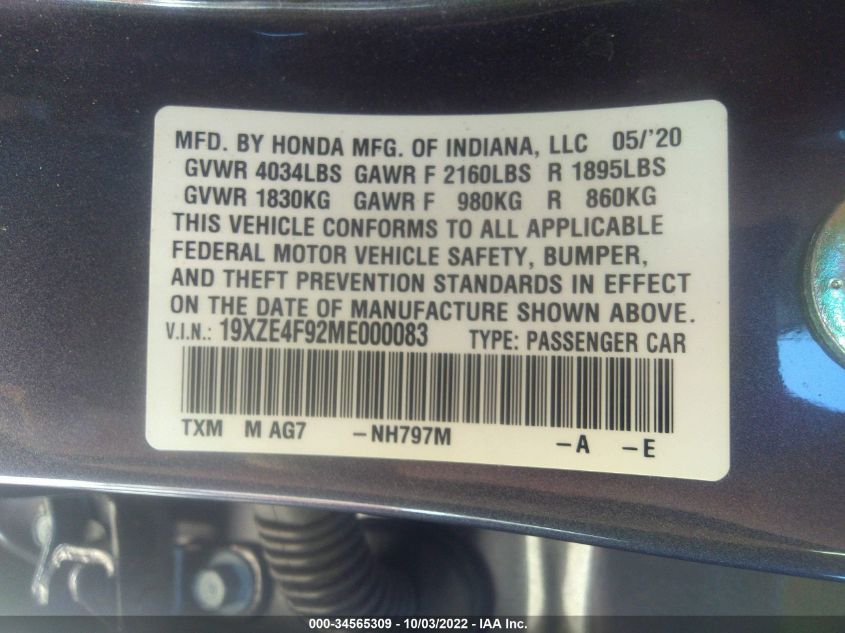 MFD. BY HONDA MFG. OF INDIANA, LLC 05/'20
GVWR 4034LBS GAWR F 2160LBS R 1895LBS
GVWR 1830KG GAWR F 980KG R 860KG
THIS VEHICLE CONFORMS TO ALL APPLICABLE
FEDERAL MOTOR VEHICLE SAFETY, BUMPER,
AND THEFT PREVENTION STANDARDS IN EFFECT
ON THE DATE OF MANUFACTURE SHOWN ABOVE.
V.I.N.: 19XZE4F92ME000083 TYPE: PASSENGER CAR
TXM M AG7 -NH797M -A -E
000-34565309 - 10/03/2022 - IAA Inc.